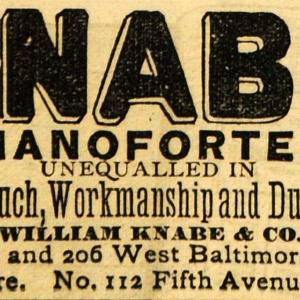 NAB
IANOFORTE
UNEQUALLED IN
uch, Workmanship and Du
WILLIAM KNABE & CO.
and 206 West Baltimor
re. No. 112 Fifth Avenu